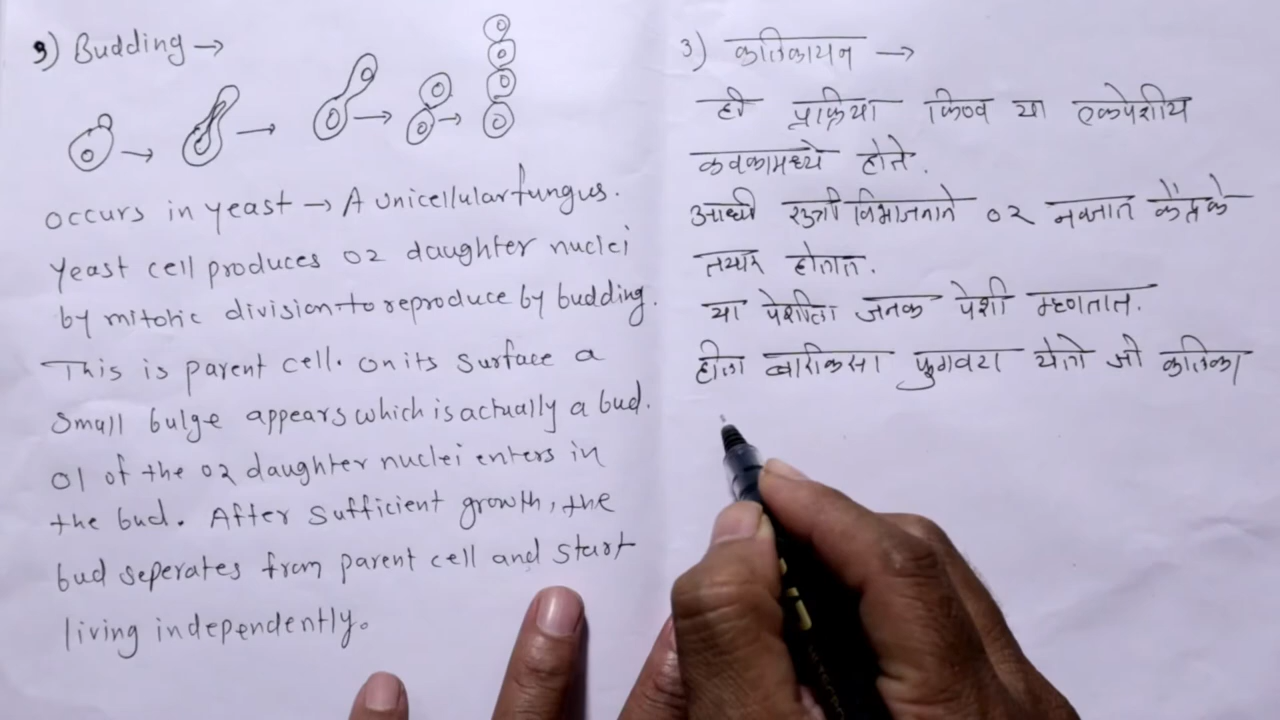 3) Budding →
occurs in yeast → A unicellular fungus.
Yeast cell produces 02 daughter nuclei
by mitotic division to reproduce by budding.
This is parent cell. on its surface a
small bulge appears which is actually a bud.
01 of the 02 daughter nuclei enters in
the bud. After sufficient growth, the
bud seperates from parent cell and start
living independently.
3) कलिकायन →
ही प्रक्रिया किण्व या एकपेशीय
कवकामध्ये होते.
आधी सूत्री विभाजनाने 02 नवजात केंद्रके
तयार होतात.
या पेशीला जनक पेशी म्हणतात.
हीला बारीकसा फुगवटा येतो जो कलिका